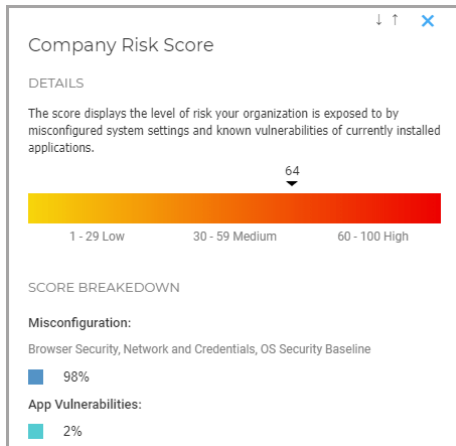 Company Risk Score
DETAILS
The score displays the level of risk your organization is exposed to by
misconfigured system settings and known vulnerabilities of currently installed
applications.
64
1 - 29 Low 30 - 59 Medium 60 - 100 High
SCORE BREAKEDOWN
Misconfiguration:
Browser Security, Network and Credentials, OS Security Baseline
98%
App Vulnerabilities:
2%